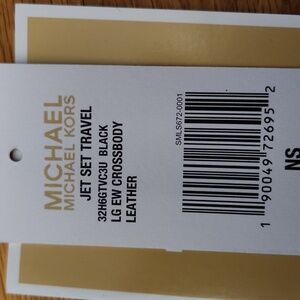 MICHAEL
MICHAEL KORS
JET SET TRAVEL
32H6GTVC3U BLACK
LG EW CROSSBODY
LEATHER
SMLS672-0001
1 90049 72695 2
NS